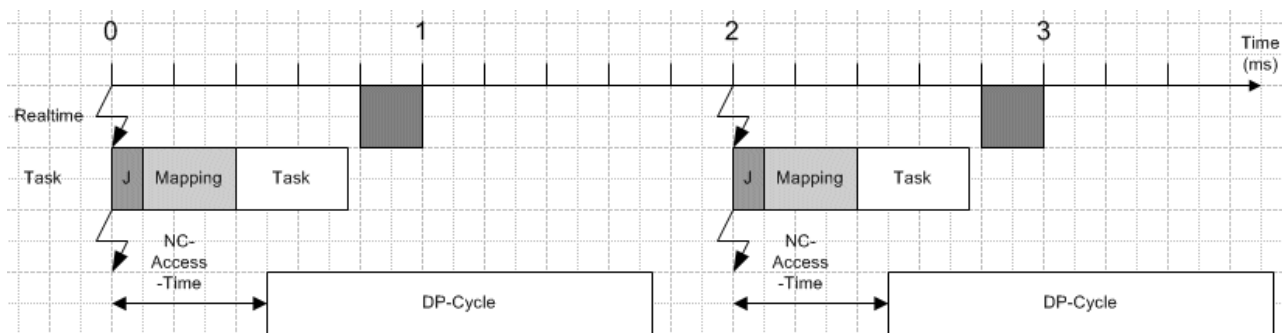 0 1 2 3
Time
(ms)
Realtime
Task J Mapping Task J Mapping Task
NC-
Access
-Time
NC-
Access
-Time
DP-Cycle DP-Cycle